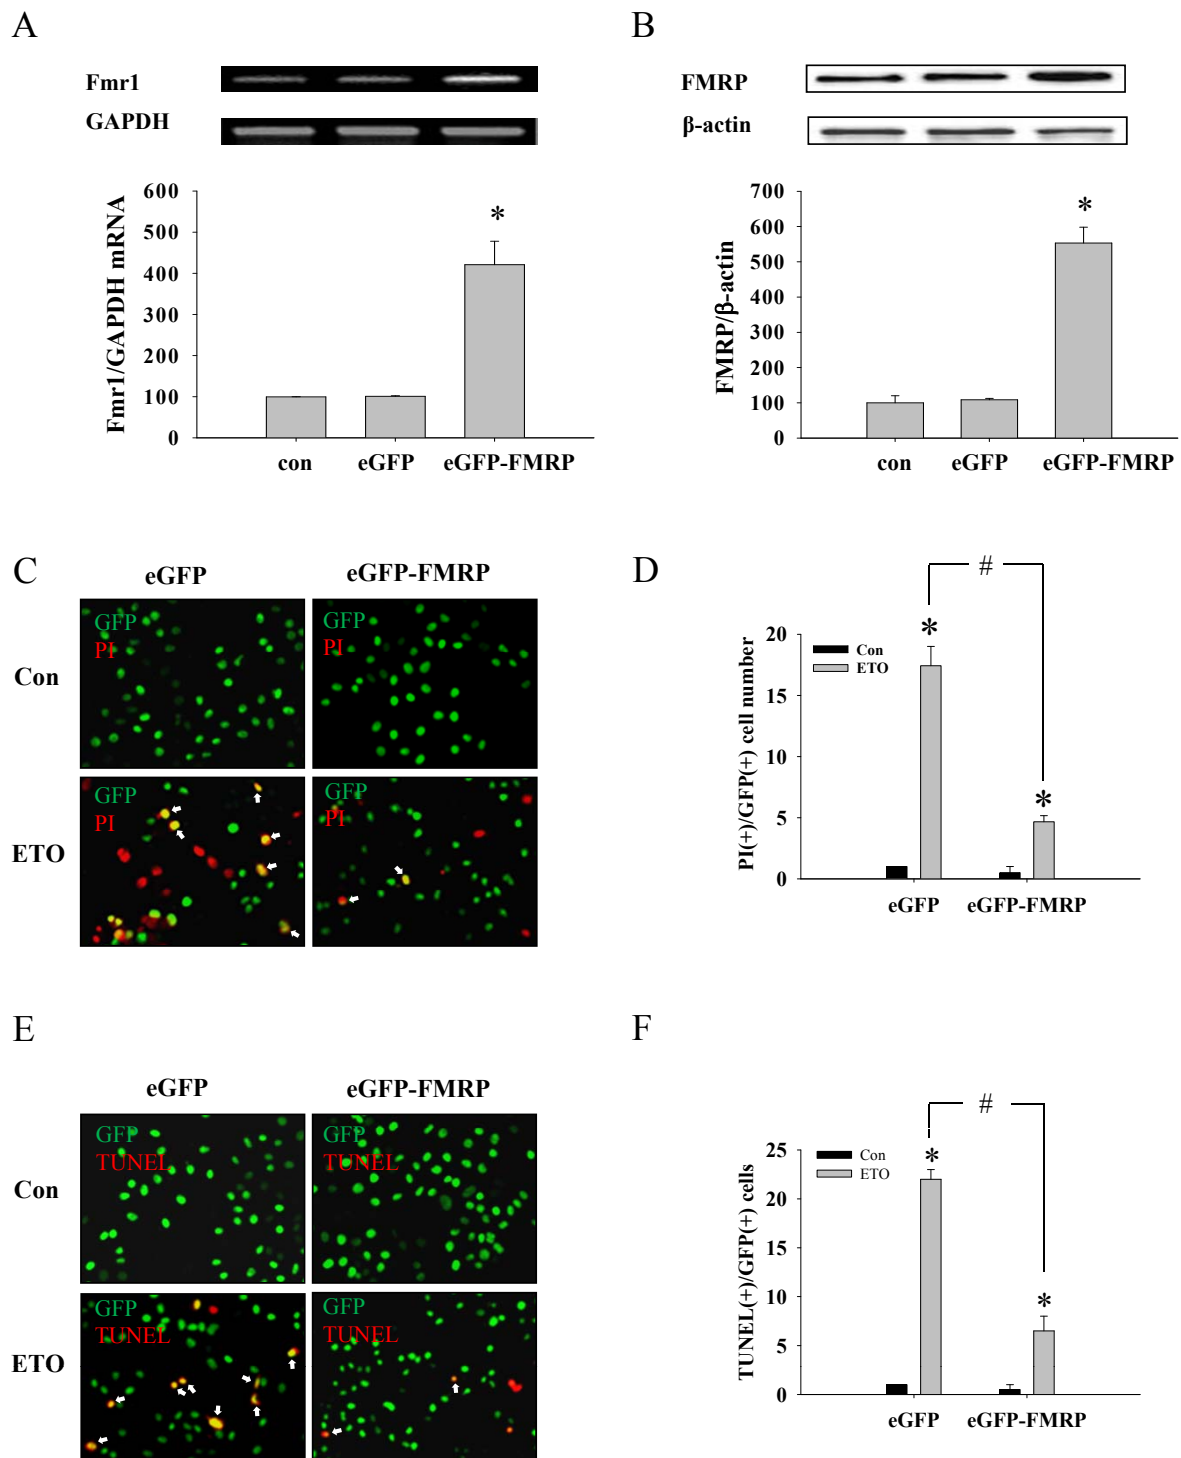 A
Fmr1
GAPDH
Fmr1/GAPDH mRNA
600
500
400
300
200
100
0
*
con eGFP eGFP-FMRP
B
FMRP
β-actin
FMRP/β-actin
700
600
500
400
300
200
100
0
*
con eGFP eGFP-FMRP
C
eGFP eGFP-FMRP
Con
GFP
PI
GFP
PI
ETO
GFP
PI
GFP
PI
D
#
PI(+)/GFP(+) cell number
20
15
10
5
0
Con
ETO
*
*
eGFP eGFP-FMRP
E
eGFP eGFP-FMRP
Con
GFP
TUNEL
GFP
TUNEL
ETO
GFP
TUNEL
GFP
TUNEL
F
#
TUNEL(+)/GFP(+) cells
25
20
15
10
5
0
Con
ETO
*
*
eGFP eGFP-FMRP